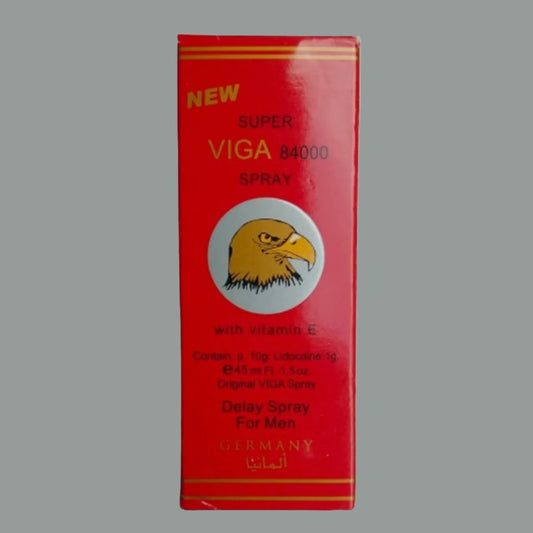 NEW
SUPER
VIGA 84000
SPRAY
with vitamin E
Contain. p. 10g: Lidocaine 1g.
℮45 ml Fl. 1.5 oz.
Original VIGA Spray
Delay Spray
For Men
GERMANY
ألمانيا